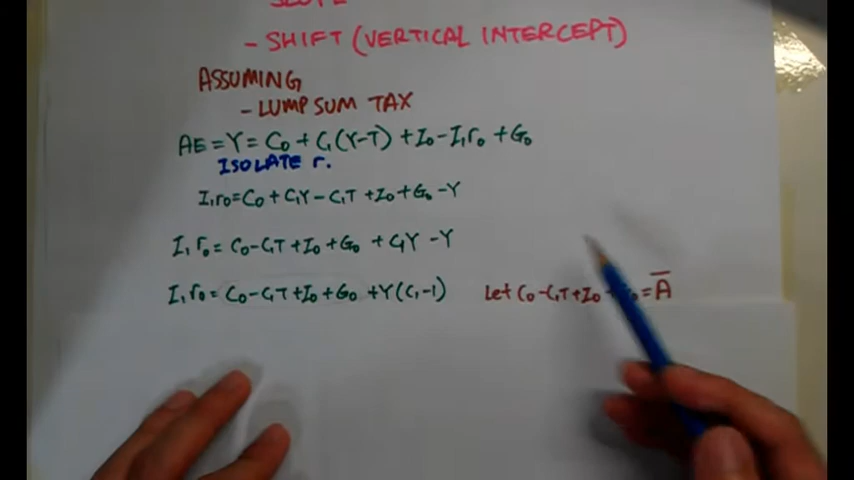 SLOPE
- SHIFT (VERTICAL INTERCEPT)
ASSUMING
- LUMP SUM TAX
AE = Y = C₀ + C₁(Y-T) + I₀ - I₁r₀ + G₀
ISOLATE r.
I₁r₀ = C₀ + C₁Y - C₁T + I₀ + G₀ - Y
I₁r₀ = C₀ - C₁T + I₀ + G₀ + C₁Y - Y
I₁r₀ = C₀ - C₁T + I₀ + G₀ + Y(C₁-1) Let C₀ - C₁T + I₀ + G₀ = A̅